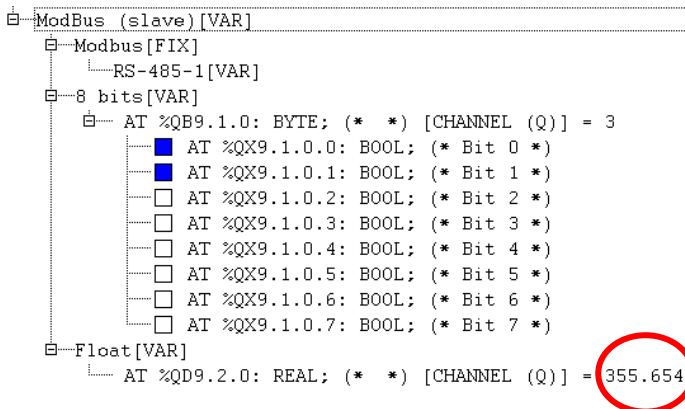 ModBus (slave)[VAR]
Modbus[FIX]
RS-485-1[VAR]
8 bits[VAR]
AT %QB9.1.0: BYTE; (* *) [CHANNEL (Q)] = 3
AT %QX9.1.0.0: BOOL; (* Bit 0 *)
AT %QX9.1.0.1: BOOL; (* Bit 1 *)
AT %QX9.1.0.2: BOOL; (* Bit 2 *)
AT %QX9.1.0.3: BOOL; (* Bit 3 *)
AT %QX9.1.0.4: BOOL; (* Bit 4 *)
AT %QX9.1.0.5: BOOL; (* Bit 5 *)
AT %QX9.1.0.6: BOOL; (* Bit 6 *)
AT %QX9.1.0.7: BOOL; (* Bit 7 *)
Float[VAR]
AT %QD9.2.0: REAL; (* *) [CHANNEL (Q)] = 355.654